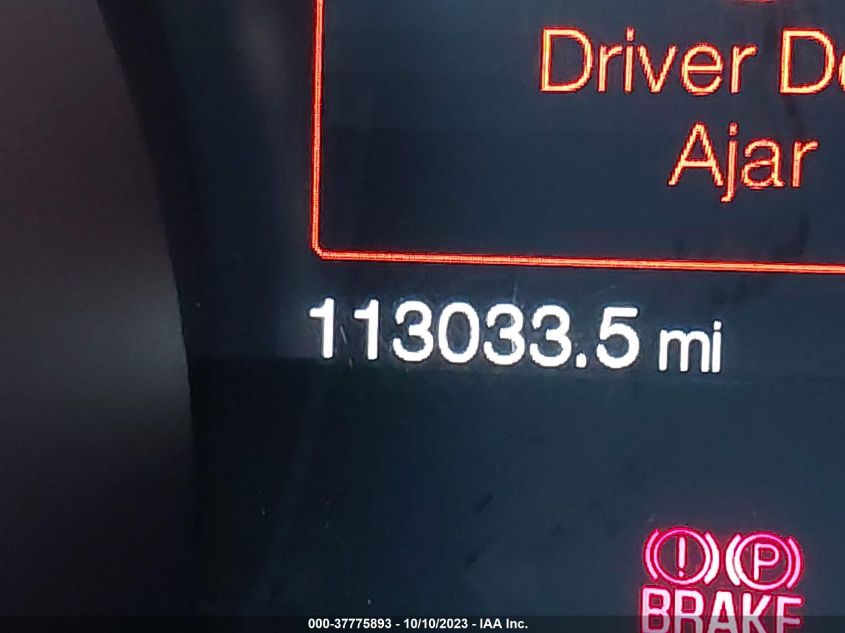 Driver
Ajar
113033.5 mi
! P
BRAKE
000-37775893 - 10/10/2023 - IAA Inc.